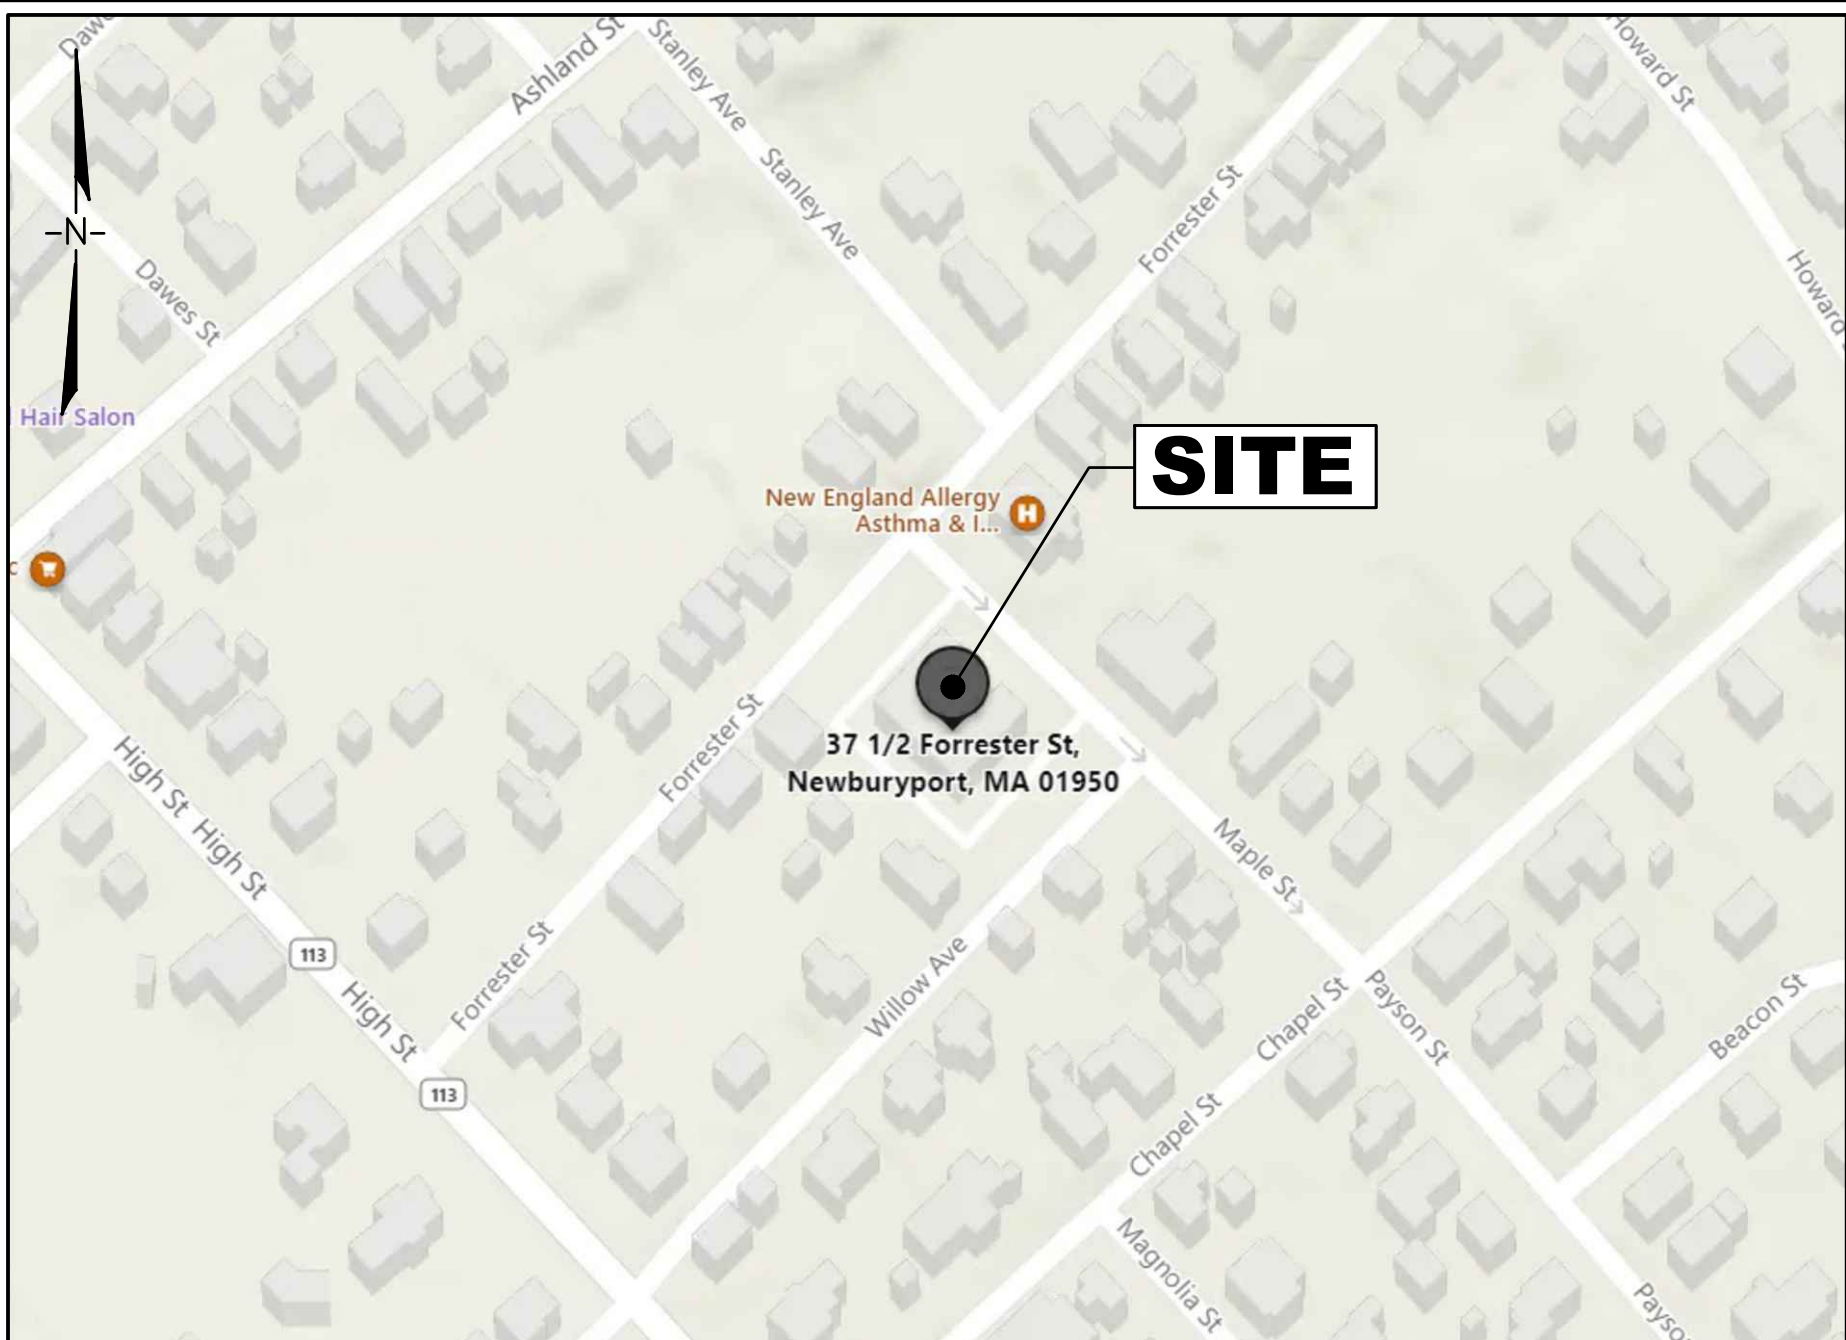 Daw
Ashland St
Stanley Ave
Stanley Ave
Howard St
Forrester St
-N-
Dawes St
Howard
Hair Salon
SITE
New England Allergy
Asthma & I...
H
c
37 1/2 Forrester St,
Newburyport, MA 01950
Forrester St
High St
High St
Maple St
113
High St
Forrester St
Willow Ave
Chapel St
Payson St
Beacon St
113
Chapel St
Magnolia St
Payso